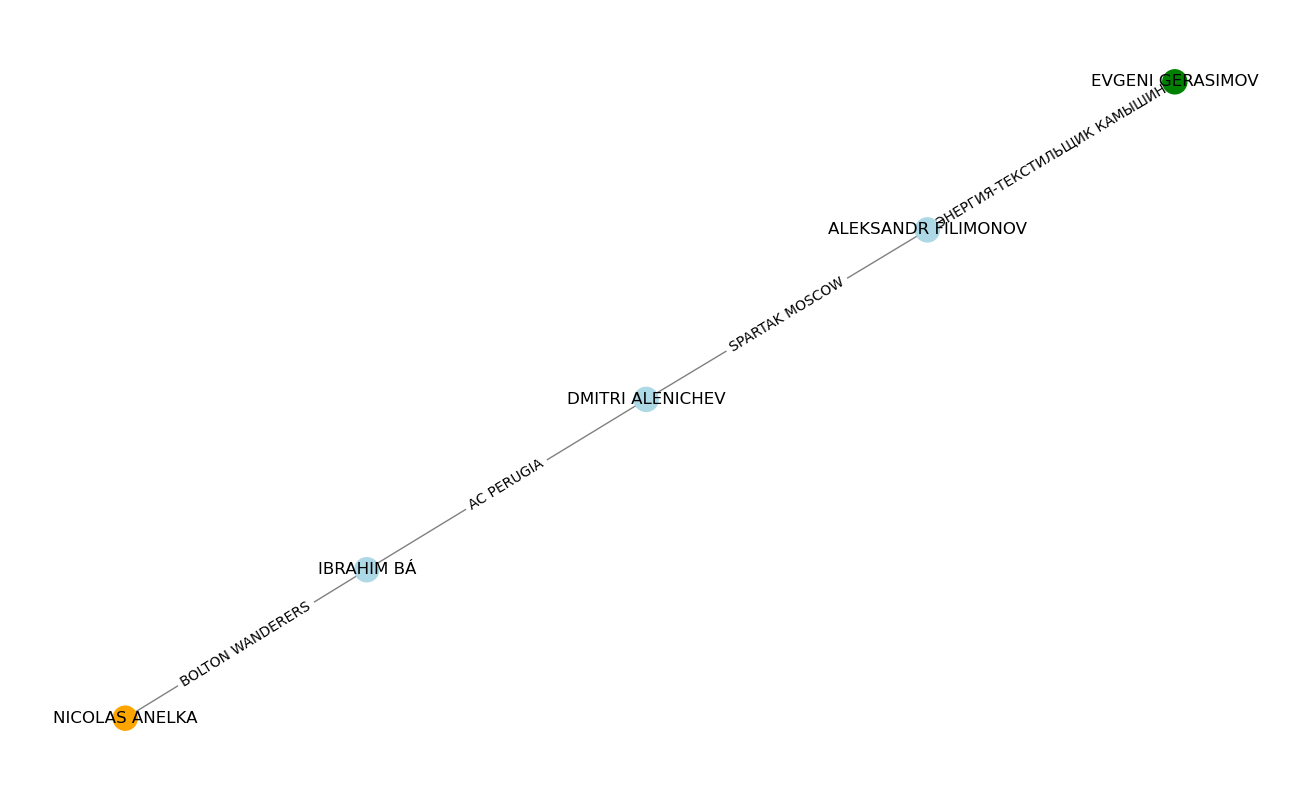 EVGENI GERASIMOV
ЭНЕРГИЯ-ТЕКСТИЛЬЩИК КАМЫШИН
ALEKSANDR FILIMONOV
SPARTAK MOSCOW
DMITRI ALENICHEV
AC PERUGIA
IBRAHIM BÁ
BOLTON WANDERERS
NICOLAS ANELKA